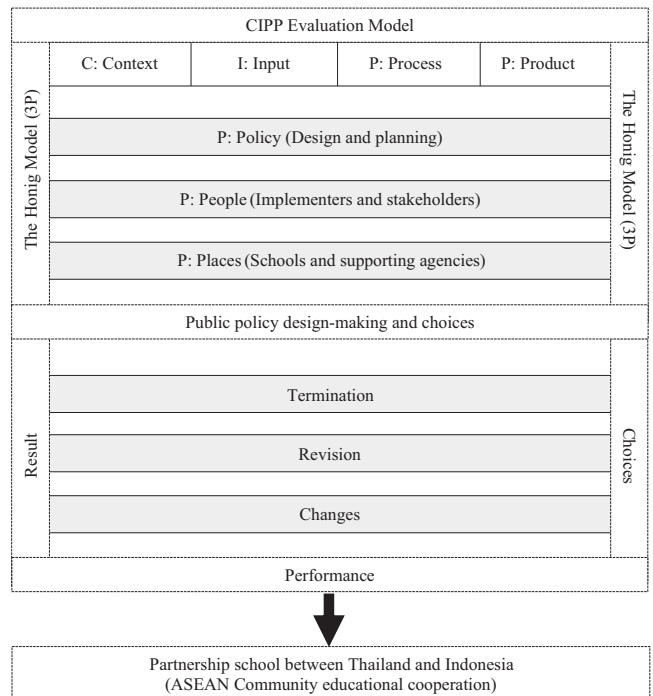 CIPP Evaluation Model
The Honig Model (3P)
C: Context
I: Input
P: Process
P: Product
The Honig Model (3P)
P: Policy (Design and planning)
P: People (Implementers and stakeholders)
P: Places (Schools and supporting agencies)
Public policy design-making and choices
Result
Choices
Termination
Revision
Changes
Performance
Partnership school between Thailand and Indonesia
(ASEAN Community educational cooperation)